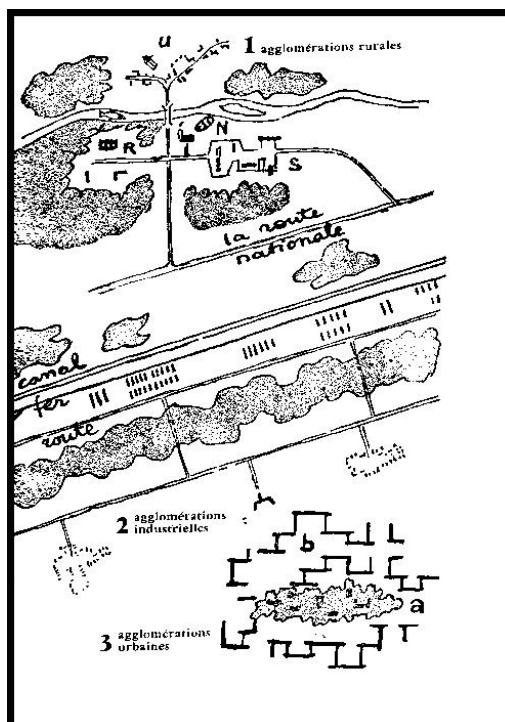 u
1 agglomérations rurales
N
R
S
la route
nationale
canal
fer
route
2 agglomérations
industrielles
b
a
3 agglomérations
urbaines